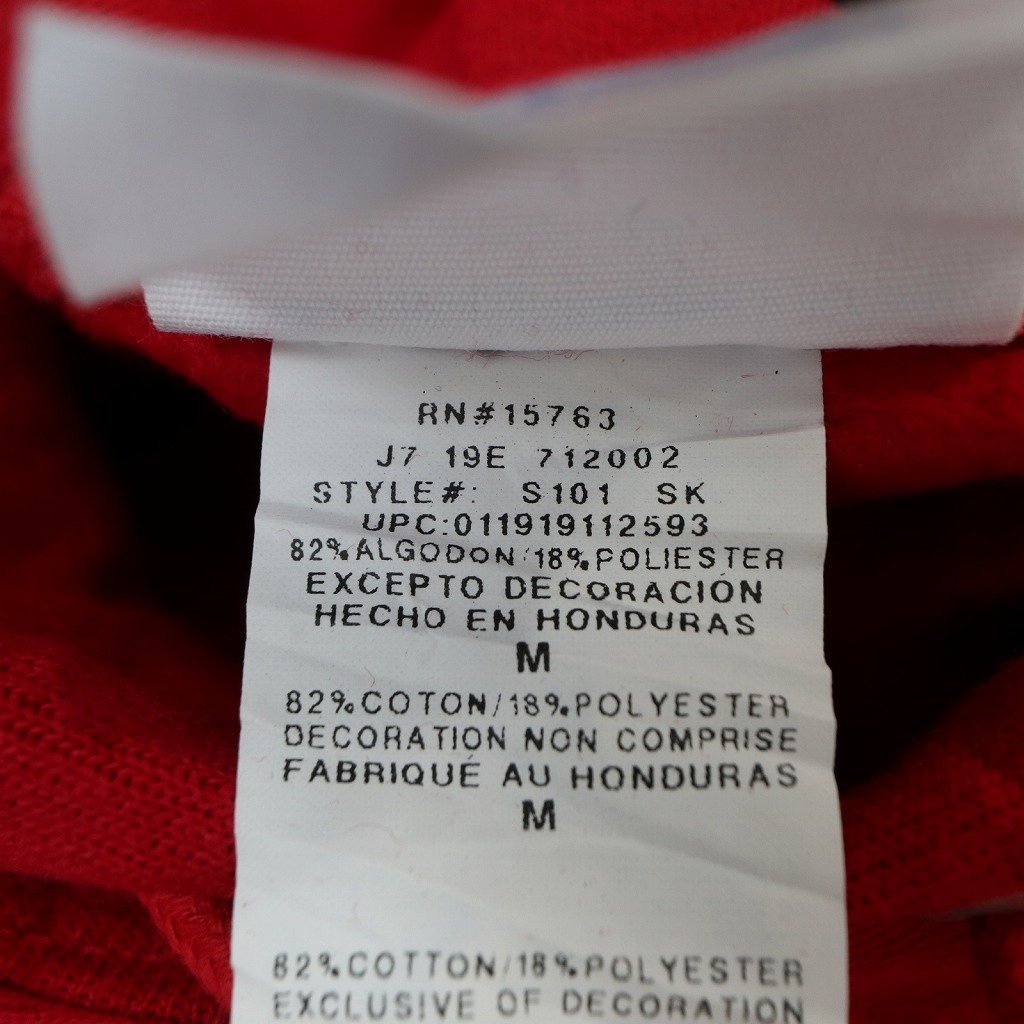 RN#15763
J7 19E 712002
STYLE#: S101 SK
UPC:011919112593
82%ALGODON/18%POLIESTER
EXCEPTO DECORACIÓN
HECHO EN HONDURAS
M
82%COTON/18%POLYESTER
DECORATION NON COMPRISE
FABRIQUÉ AU HONDURAS
M
82%COTTON/18%POLYESTER
EXCLUSIVE OF DECORATION